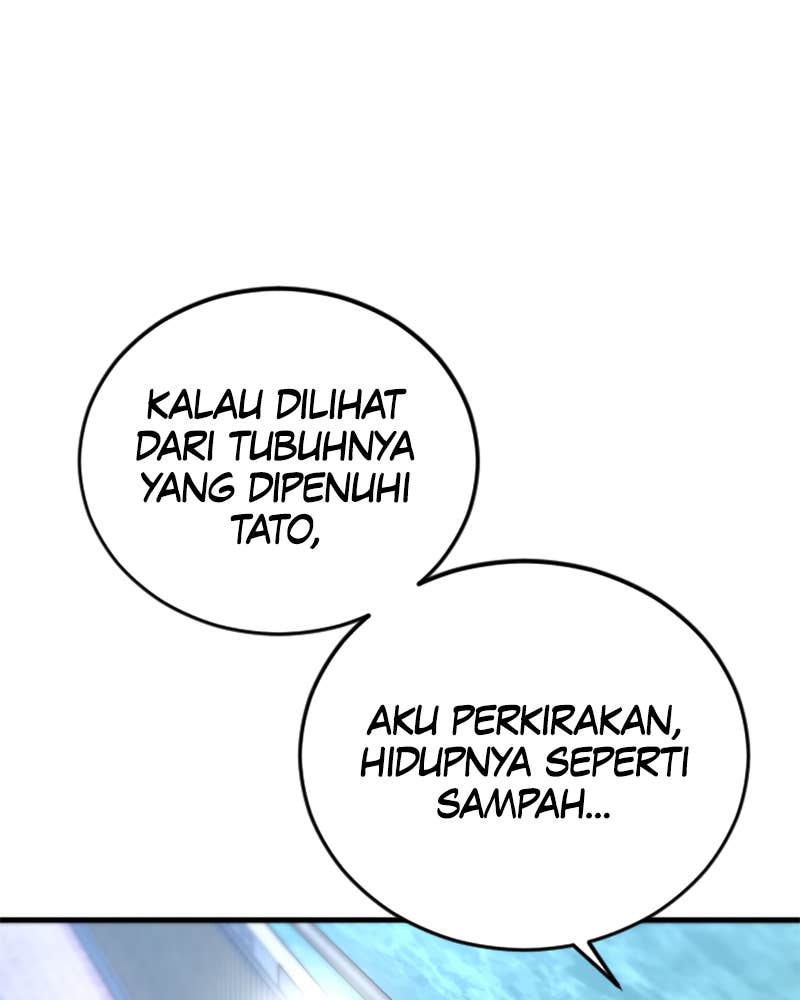 KALAU DILIHAT
DARI TUBUHNYA
YANG DIPENUHI
TATO,
AKU PERKIRAKAN,
HIDUPNYA SEPERTI
SAMPAH...